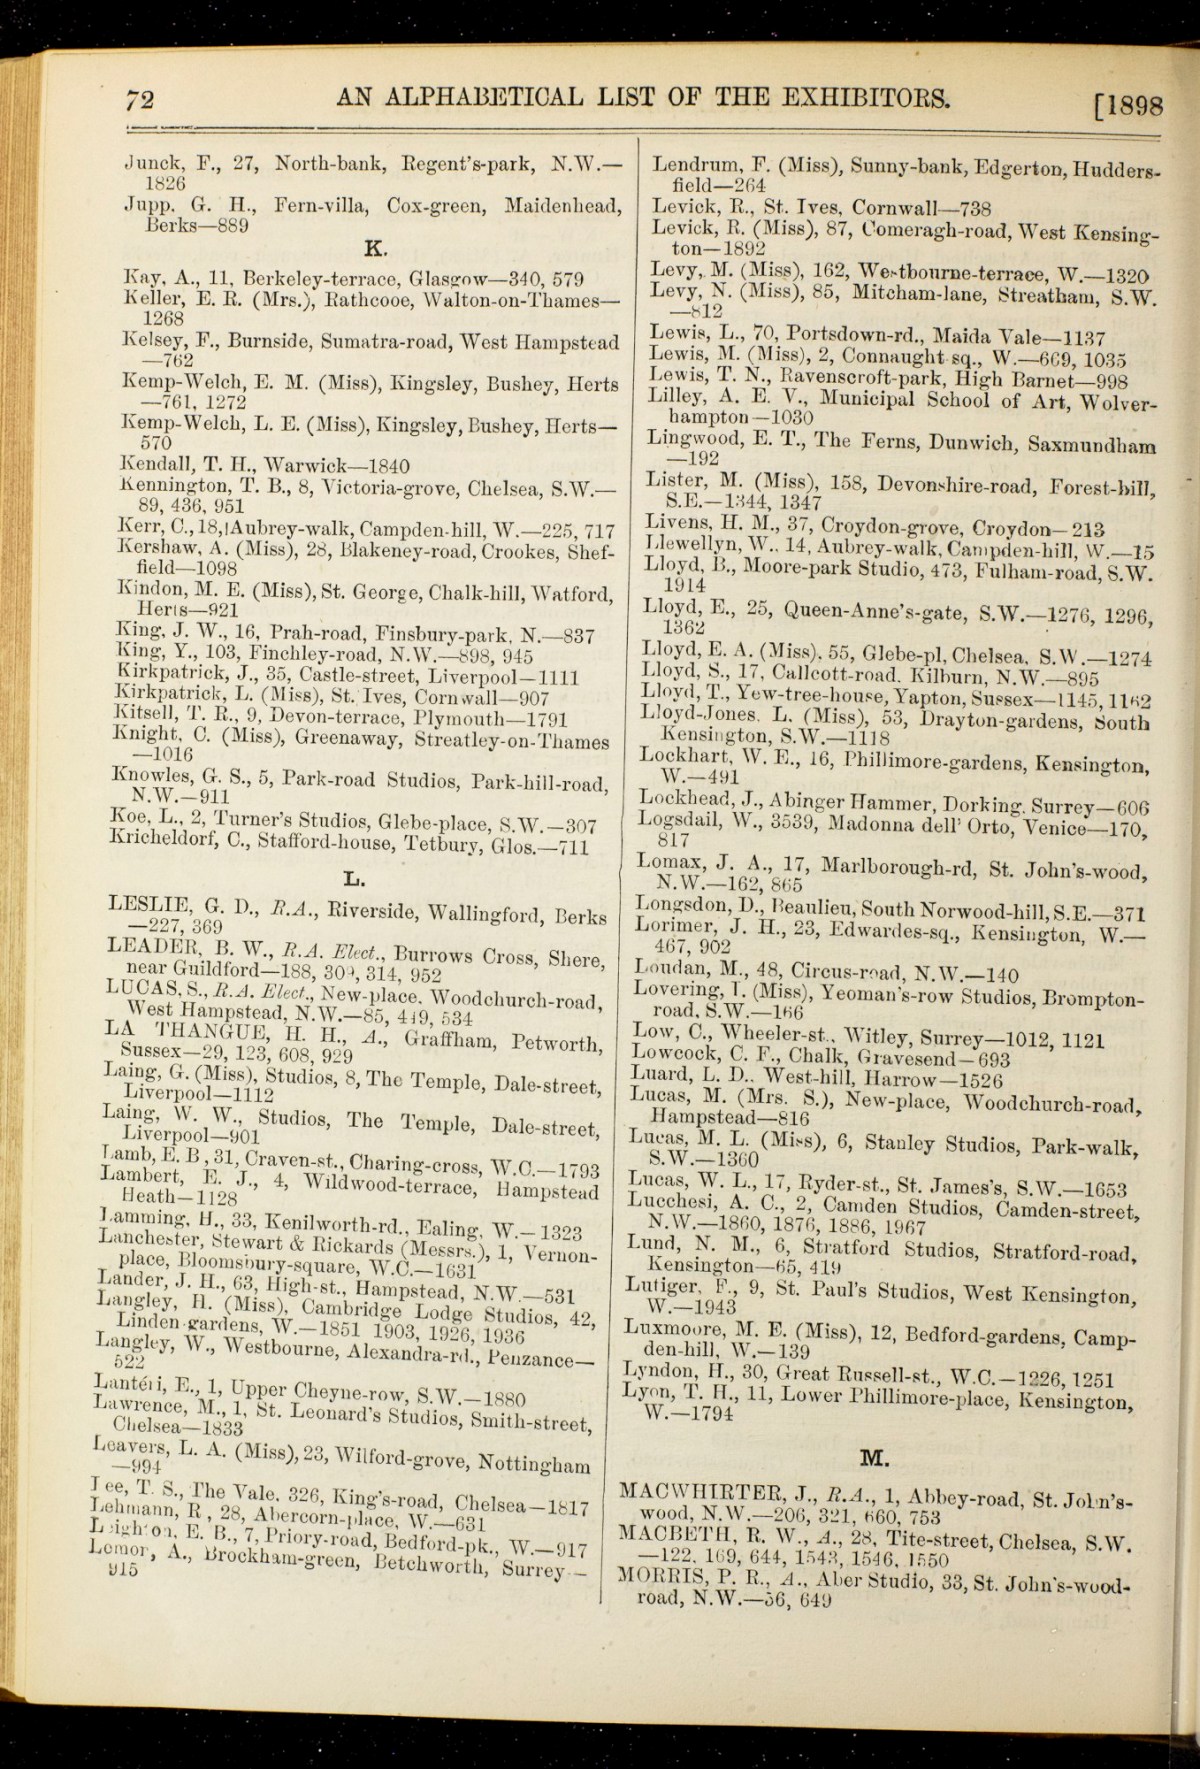 72
AN ALPHABETICAL LIST OF THE EXHIBITORS.
[1898
Junck, F., 27, North-bank, Regent's-park, N.W.—
1826
Jupp, G. H., Fern-villa, Cox-green, Maidenhead,
Berks—889
K.
Kay, A., 11, Berkeley-terrace, Glasgow—340, 579
Keller, E. R. (Mrs.), Rathcooe, Walton-on-Thames—
1268
Kelsey, F., Burnside, Sumatra-road, West Hampstead
—762
Kemp-Welch, E. M. (Miss), Kingsley, Bushey, Herts
—761, 1272
Kemp-Welch, L. E. (Miss), Kingsley, Bushey, Herts—
570
Kendall, T. H., Warwick—1840
Kennington, T. B., 8, Victoria-grove, Chelsea, S.W.—
89, 436, 951
Kerr, C., 18, Aubrey-walk, Campden-hill, W.—225, 717
Kershaw, A. (Miss), 28, Blakeney-road, Crookes, Shef-
field—1098
Kindon, M. E. (Miss), St. George, Chalk-hill, Watford,
Herts—921
King, J. W., 16, Prah-road, Finsbury-park, N.—837
King, Y., 103, Finchley-road, N.W.—898, 945
Kirkpatrick, J., 35, Castle-street, Liverpool—1111
Kirkpatrick, L. (Miss), St. Ives, Cornwall—907
Kitsell, T. R., 9, Devon-terrace, Plymouth—1791
Knight, C. (Miss), Greenaway, Streatley-on-Thames
—1016
Knowles, G. S., 5, Park-road Studios, Park-hill-road,
N.W.—911
Koe, L., 2, Turner's Studios, Glebe-place, S.W.—307
Kricheldorf, C., Stafford-house, Tetbury, Glos.—711
L.
LESLIE, G. D., R.A., Riverside, Wallingford, Berks
—227, 369
LEADER, B. W., R.A. Elect., Burrows Cross, Shere,
near Guildford—188, 309, 314, 952
LUCAS, S., R.A. Elect., New-place, Woodchurch-road,
West Hampstead, N.W.—85, 449, 534
LA THANGUE, H. H., A., Graffham, Petworth,
Sussex—29, 123, 608, 929
Laing, G. (Miss), Studios, 8, The Temple, Dale-street,
Liverpool—1112
Laing, W. W., Studios, The Temple, Dale-street,
Liverpool—901
Lamb, E. B., 31, Craven-st., Charing-cross, W.C.—1793
Lambert, E. J., 4, Wildwood-terrace, Hampstead
Heath—1128
Lamming, H., 33, Kenilworth-rd., Ealing, W.—1323
Lanchester, Stewart & Rickards (Messrs.), 1, Vernon-
place, Bloomsbury-square, W.C.—1631
Lander, J. H., 63, High-st., Hampstead, N.W.—531
Langley, H. (Miss), Cambridge Lodge Studios, 42,
Linden-gardens, W.—1851 1903, 1926, 1936
Langley, W., Westbourne, Alexandra-rd., Penzance—
522
Lantéri, E., 1, Upper Cheyne-row, S.W.—1880
Lawrence, M., 1, St. Leonard's Studios, Smith-street,
Chelsea—1833
Leavers, L. A. (Miss), 23, Wilford-grove, Nottingham
—994
Lee, T. S., The Vale, 326, King's-road, Chelsea—1817
Lehmann, R., 28, Abercorn-place, W.—631
Leighton, E. B., 7, Priory-road, Bedford-pk., W.—917
Lemor, A., Brockham-green, Betchworth, Surrey—
915
Lendrum, F. (Miss), Sunny-bank, Edgerton, Hudders-
field—264
Levick, R., St. Ives, Cornwall—738
Levick, R. (Miss), 87, Comeragh-road, West Kensing-
ton—1892
Levy, M. (Miss), 162, Westbourne-terrace, W.—1320
Levy, N. (Miss), 85, Mitcham-lane, Streatham, S.W.
—812
Lewis, L., 70, Portsdown-rd., Maida Vale—1137
Lewis, M. (Miss), 2, Connaught-sq., W.—669, 1035
Lewis, T. N., Ravenscroft-park, High Barnet—998
Lilley, A. E. V., Municipal School of Art, Wolver-
hampton—1030
Lingwood, E. T., The Ferns, Dunwich, Saxmundham
—192
Lister, M. (Miss), 158, Devonshire-road, Forest-hill,
S.E.—1344, 1347
Livens, H. M., 37, Croydon-grove, Croydon—213
Llewellyn, W., 14, Aubrey-walk, Campden-hill, W.—15
Lloyd, B., Moore-park Studio, 473, Fulham-road, S.W.
1914
Lloyd, E., 25, Queen-Anne's-gate, S.W.—1276, 1296,
1362
Lloyd, E. A. (Miss), 55, Glebe-pl, Chelsea, S.W.—1274
Lloyd, S., 17, Callcott-road, Kilburn, N.W.—895
Lloyd, T., Yew-tree-house, Yapton, Sussex—1145, 1162
Lloyd-Jones, L. (Miss), 53, Drayton-gardens, South
Kensington, S.W.—1118
Lockhart, W. E., 16, Phillimore-gardens, Kensington,
W.—491
Lockhead, J., Abinger Hammer, Dorking, Surrey—606
Logsdail, W., 3539, Madonna dell' Orto, Venice—170,
817
Lomax, J. A., 17, Marlborough-rd, St. John's-wood,
N.W.—162, 865
Longsdon, D., Beaulieu, South Norwood-hill, S.E.—371
Lorimer, J. H., 23, Edwardes-sq., Kensington, W.—
467, 902
Loudan, M., 48, Circus-road, N.W.—140
Lovering, I. (Miss), Yeoman's-row Studios, Brompton-
road, S.W.—166
Low, C., Wheeler-st., Witley, Surrey—1012, 1121
Lowcock, C. F., Chalk, Gravesend—693
Luard, L. D., West-hill, Harrow—1526
Lucas, M. (Mrs. S.), New-place, Woodchurch-road,
Hampstead—816
Lucas, M. L. (Miss), 6, Stanley Studios, Park-walk,
S.W.—1360
Lucas, W. L., 17, Ryder-st., St. James's, S.W.—1653
Lucchesi, A. C., 2, Camden Studios, Camden-street,
N.W.—1860, 1876, 1886, 1967
Lund, N. M., 6, Stratford Studios, Stratford-road,
Kensington—65, 419
Lutiger, F., 9, St. Paul's Studios, West Kensington,
W.—1943
Luxmoore, M. E. (Miss), 12, Bedford-gardens, Camp-
den-hill, W.—139
Lyndon, H., 30, Great Russell-st., W.C.—1226, 1251
Lyon, T. H., 11, Lower Phillimore-place, Kensington,
W.—1794
M.
MACWHIRTER, J., R.A., 1, Abbey-road, St. John's-
wood, N.W.—206, 321, 660, 753
MACBETH, R. W., A., 28, Tite-street, Chelsea, S.W.
—122, 169, 644, 1543, 1546, 1550
MORRIS, P. R., A., Aber Studio, 33, St. John's-wood-
road, N.W.—56, 649